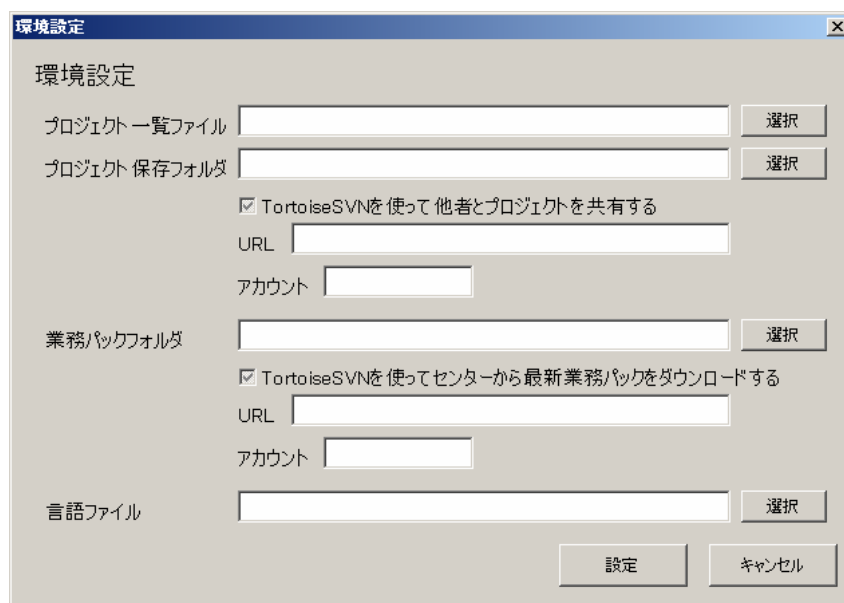 環境設定
環境設定
プロジェクト一覧ファイル 選択
プロジェクト保存フォルダ 選択
TortoiseSVNを使って他者とプロジェクトを共有する
URL
アカウント
業務パックフォルダ 選択
TortoiseSVNを使ってセンターから最新業務パックをダウンロードする
URL
アカウント
言語ファイル 選択
設定 キャンセル